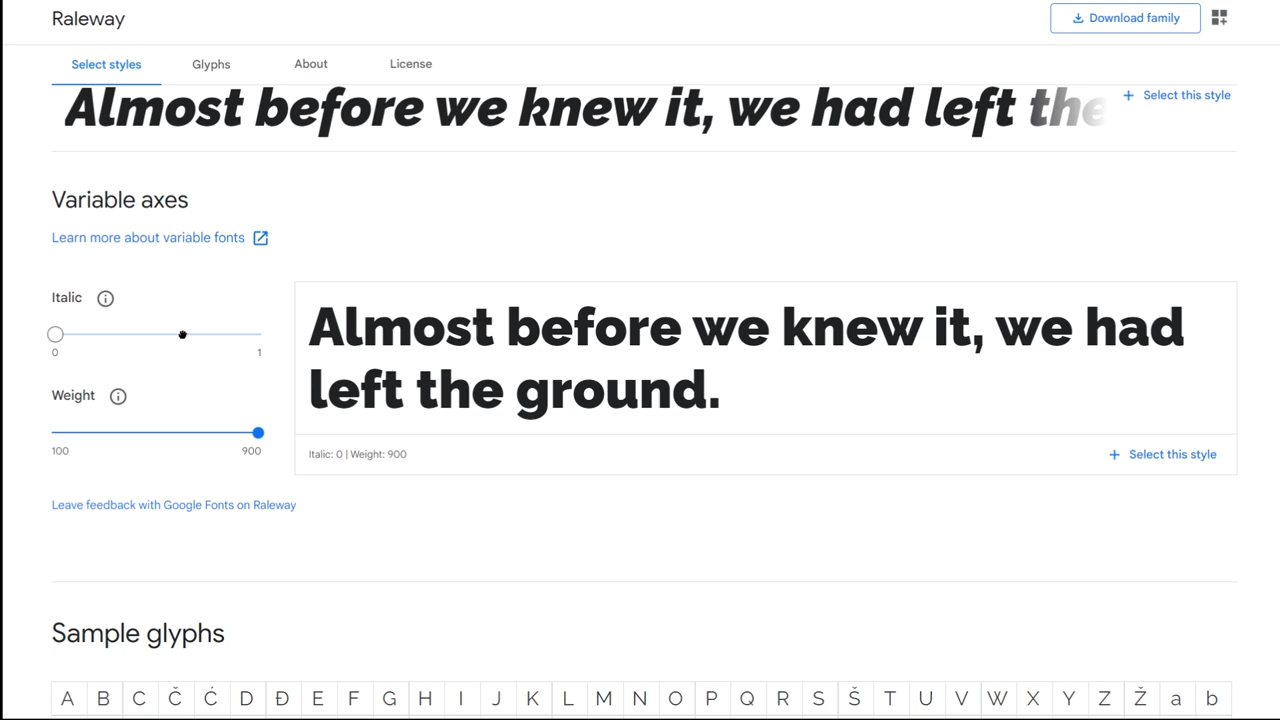 Raleway
Download family
Select styles
Glyphs
About
License
Almost before we knew it, we had left the
+ Select this style
Variable axes
Learn more about variable fonts
Italic
0
1
Weight
100
900
Almost before we knew it, we had
left the ground.
Italic: 0 | Weight: 900
+ Select this style
Leave feedback with Google Fonts on Raleway
Sample glyphs
A B C Č Ć D Đ E F G H I J K L M N O P Q R S Š T U V W X Y Z Ž a b